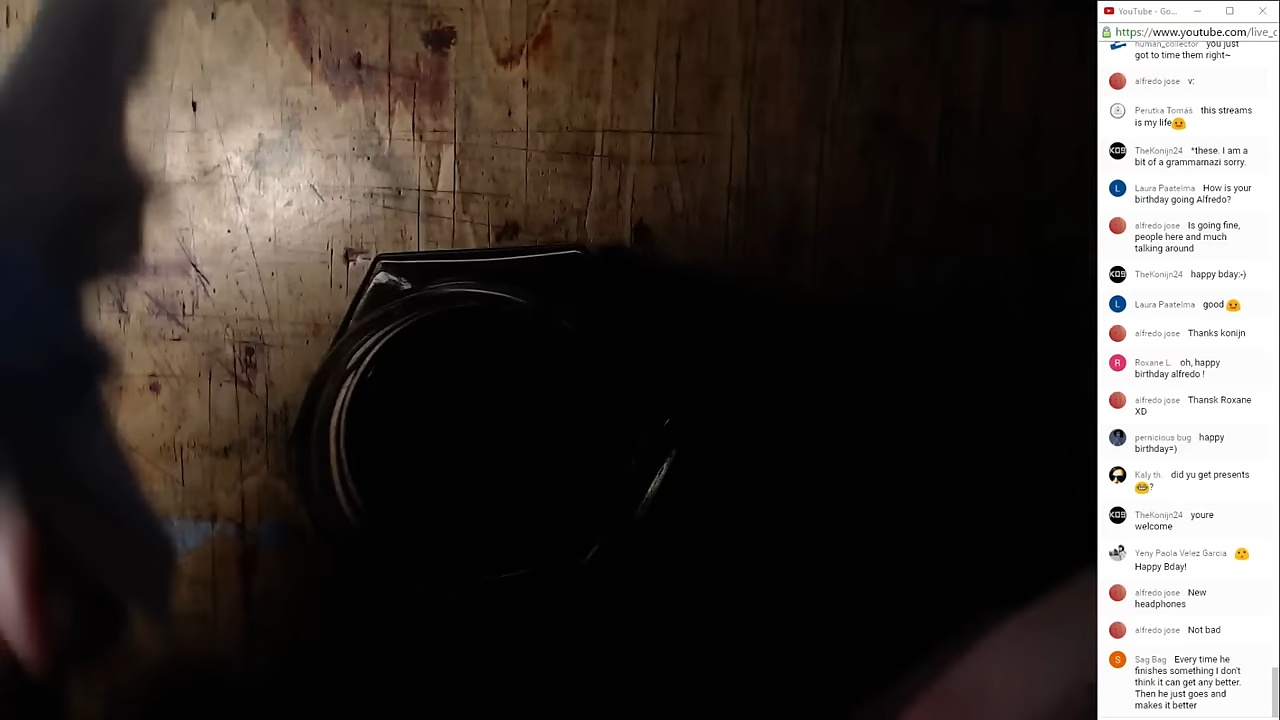 YouTube - Go...
https://www.youtube.com/live_c
human_collector you just
got to time them right~
alfredo jose v:
Perutka Tomáš this streams
is my life
TheKonijn24 *these. I am a
bit of a grammarnazi sorry.
Laura Paatelma How is your
birthday going Alfredo?
alfredo jose Is going fine,
people here and much
talking around
TheKonijn24 happy bday:-)
Laura Paatelma good
alfredo jose Thanks konijn
Roxane L. oh, happy
birthday alfredo !
alfredo jose Thansk Roxane
XD
pernicious bug happy
birthday=)
Kaly th. did yu get presents
?
TheKonijn24 youre
welcome
Yeny Paola Velez Garcia
Happy Bday!
alfredo jose New
headphones
alfredo jose Not bad
Sag Bag Every time he
finishes something I don't
think it can get any better.
Then he just goes and
makes it better